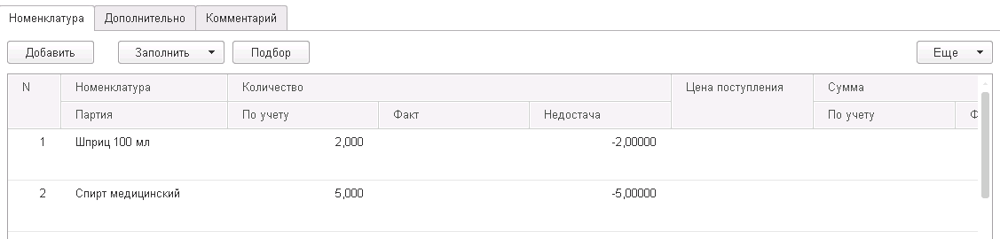 Номенклатура Дополнительно Комментарий
Добавить Заполнить Подбор Еще
N Номенклатура Количество Цена поступления Сумма
Партия По учету Факт Недостача По учету Ф
1 Шприц 100 мл 2,000 -2,00000
2 Спирт медицинский 5,000 -5,00000